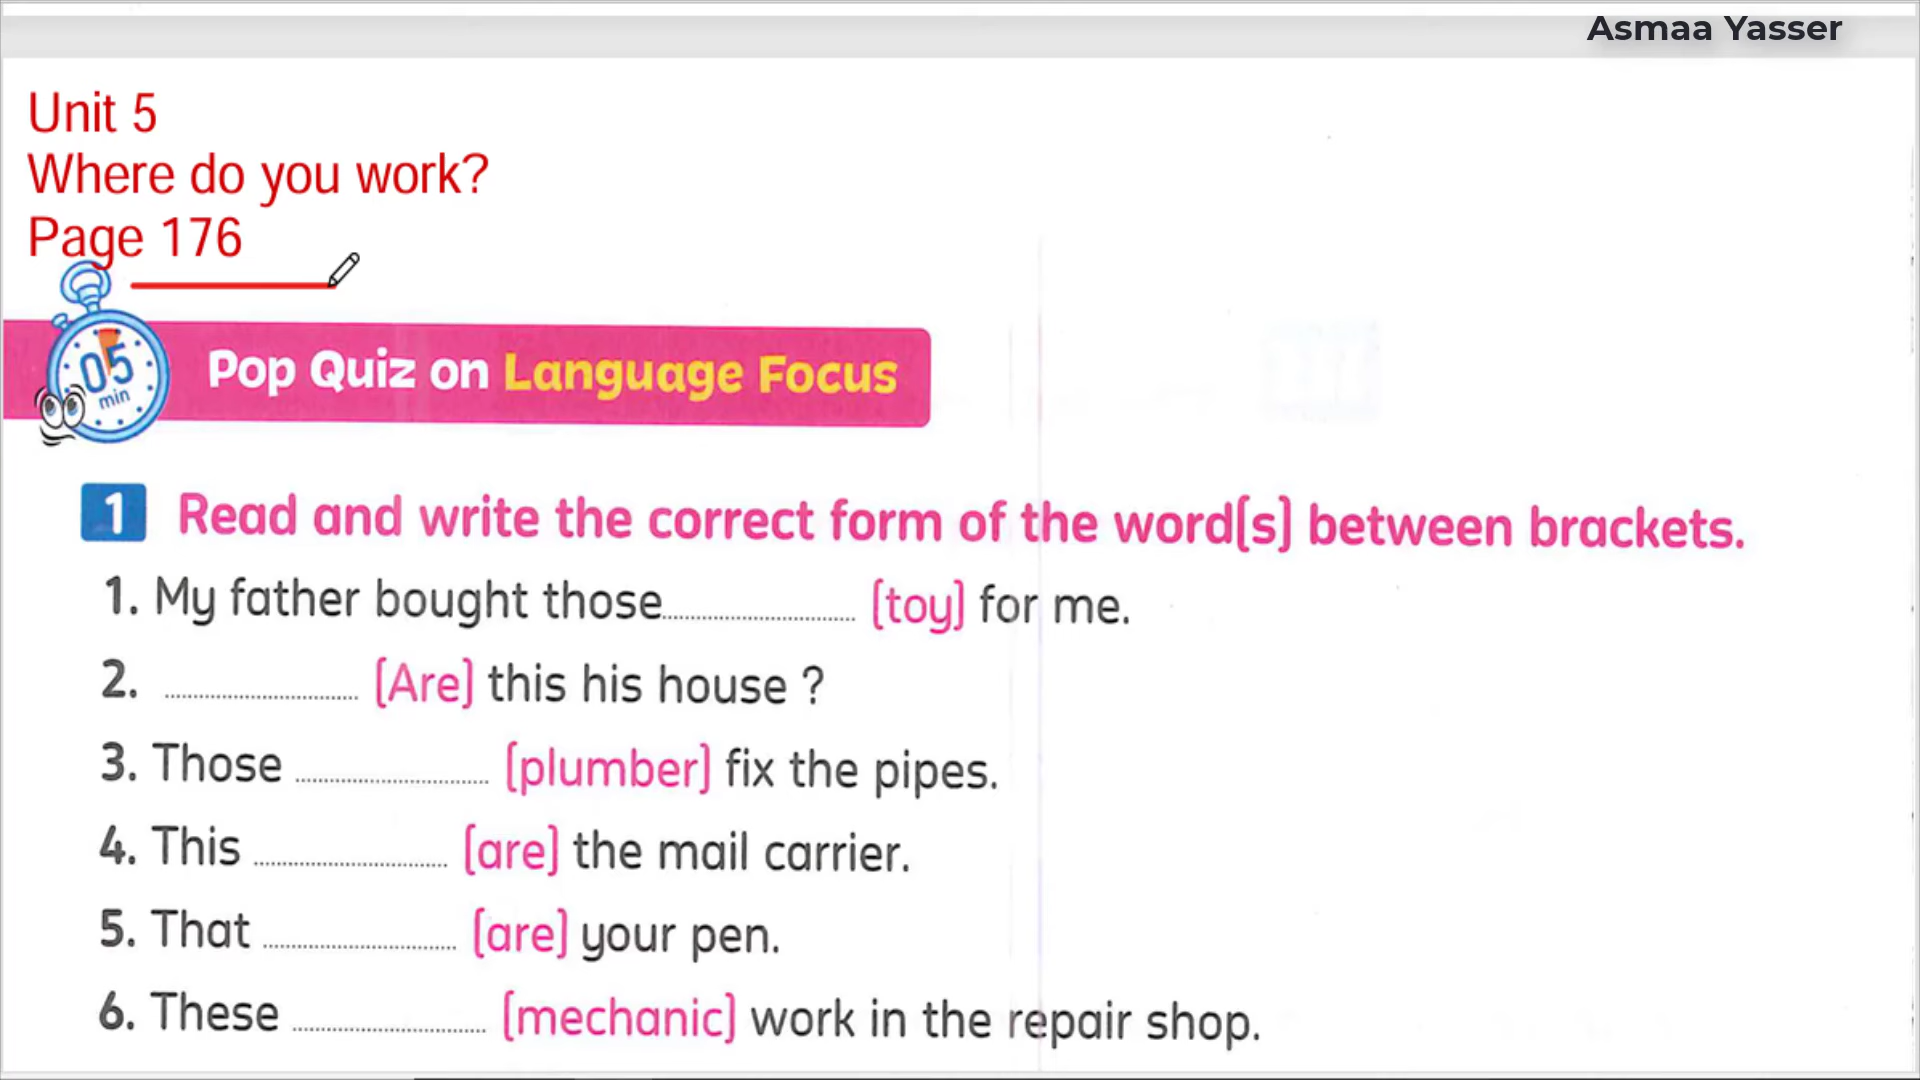 Asmaa Yasser
Unit 5
Where do you work?
Page 176
05
min
Pop Quiz on Language Focus
1 Read and write the correct form of the word(s) between brackets.
1. My father bought those.................... (toy) for me.
2. .................... (Are) this his house ?
3. Those .................... (plumber) fix the pipes.
4. This .................... (are) the mail carrier.
5. That .................... (are) your pen.
6. These .................... (mechanic) work in the repair shop.